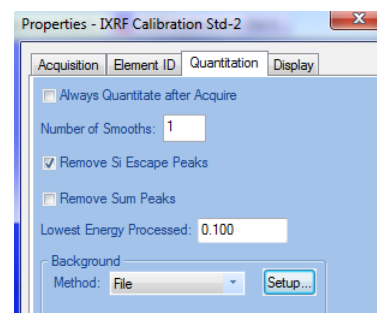 Properties - IXRF Calibration Std-2
Acquisition Element ID Quantitation Display
Always Quantitate after Acquire
Number of Smooths: 1
Remove Si Escape Peaks
Remove Sum Peaks
Lowest Energy Processed: 0.100
Background
Method: File Setup...